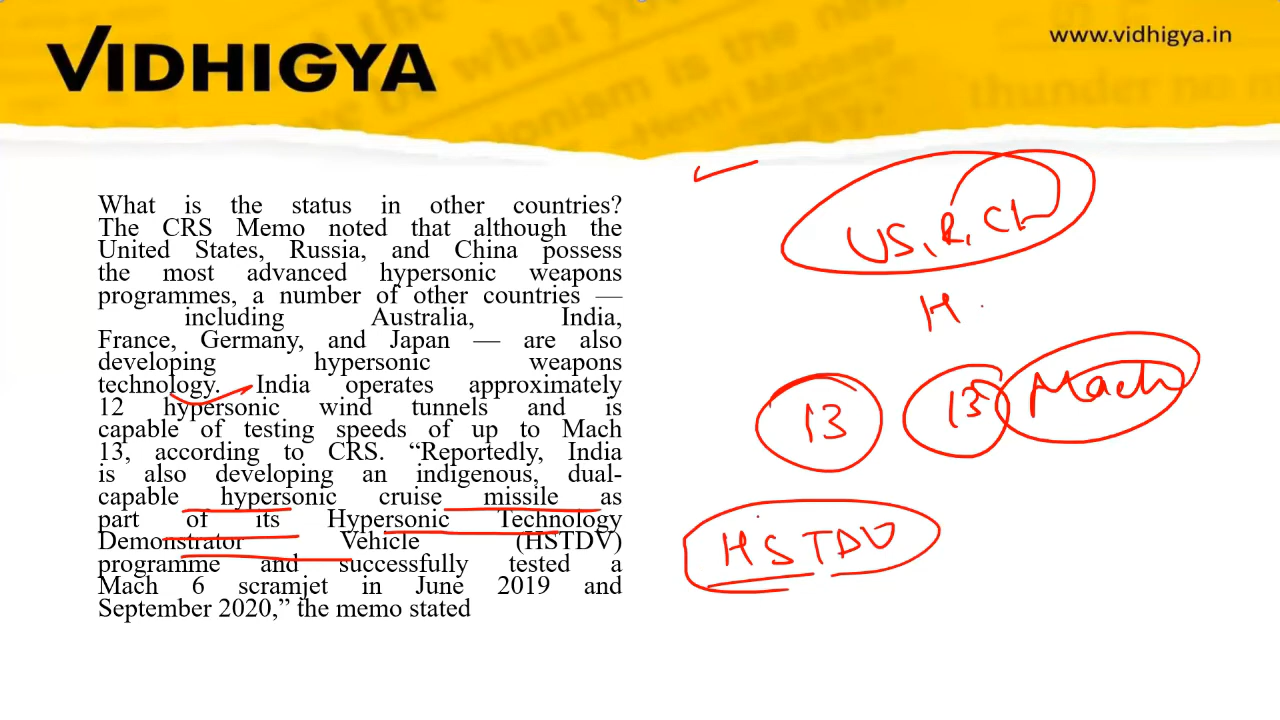 VIDHIGYA
www.vidhigya.in
thunder no m
What is the status in other countries?
The CRS Memo noted that although the
United States, Russia, and China possess
the most advanced hypersonic weapons
programmes, a number of other countries —
including Australia, India,
France, Germany, and Japan — are also
developing hypersonic weapons
technology. India operates approximately
12 hypersonic wind tunnels and is
capable of testing speeds of up to Mach
13, according to CRS. “Reportedly, India
is also developing an indigenous, dual-
capable hypersonic cruise missile as
part of its Hypersonic Technology
Demonstrator Vehicle (HSTDV)
programme and successfully tested a
Mach 6 scramjet in June 2019 and
September 2020,” the memo stated
US, R, Ch
H
13 13 Mach
HSTDV